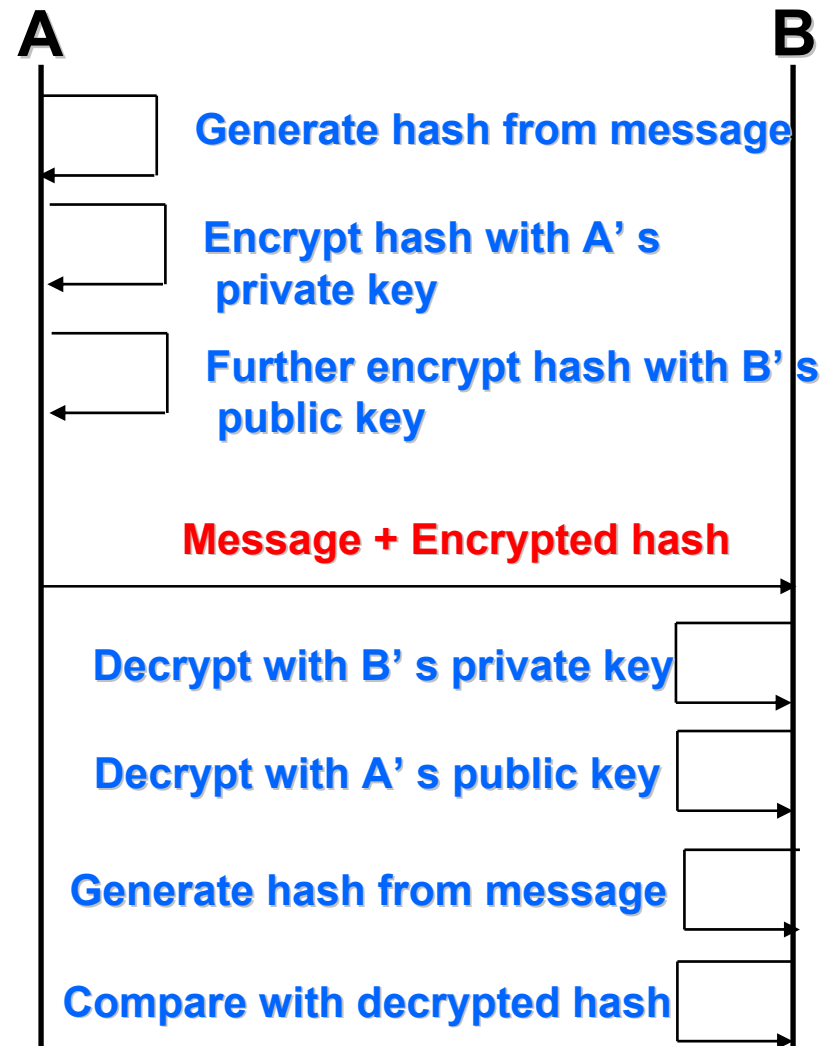 A B
Generate hash from message
Encrypt hash with A’ s
private key
Further encrypt hash with B’ s
public key
Message + Encrypted hash
Decrypt with B’ s private key
Decrypt with A’ s public key
Generate hash from message
Compare with decrypted hash